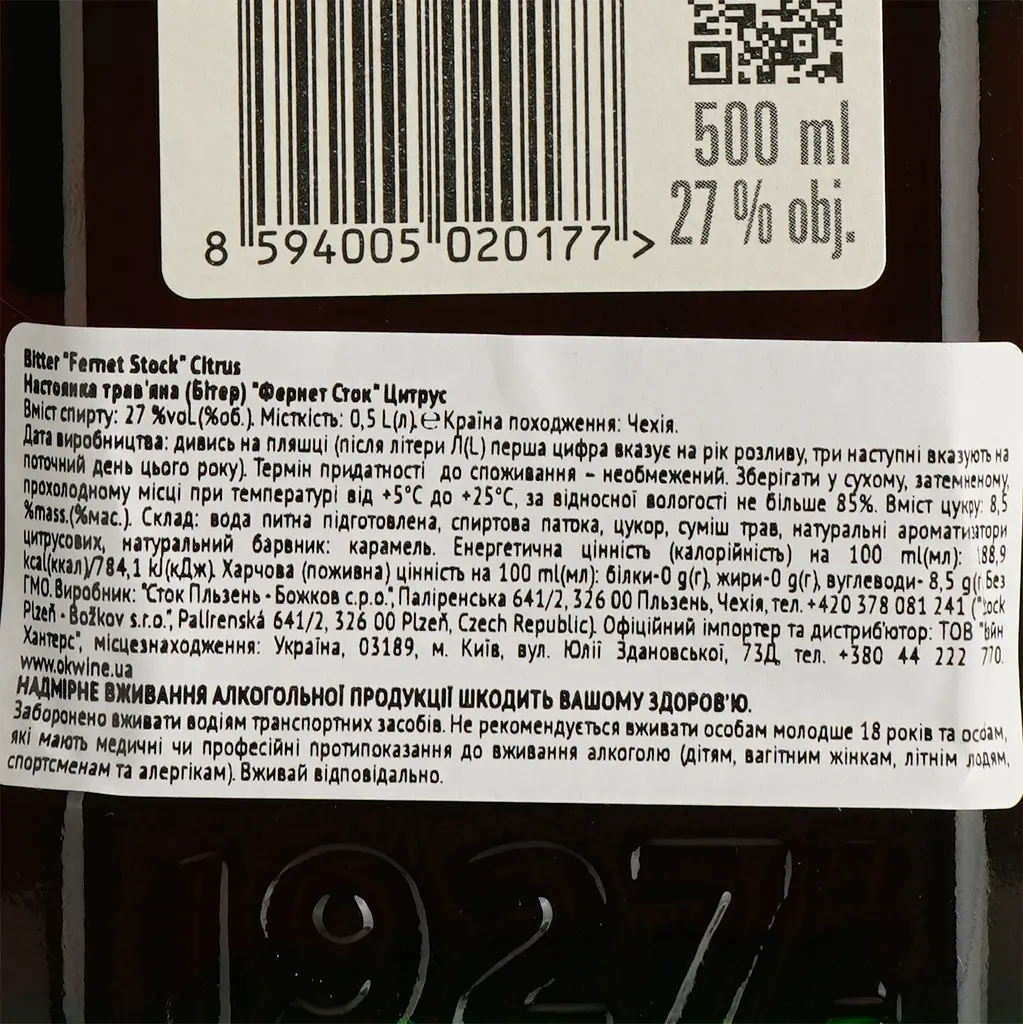 500 ml
27 % obj.
8 594005 020177 >
Bitter "Fernet Stock" Citrus
Настоянка трав'яна (Бітер) "Фернет Сток" Цитрус
Вміст спирту: 27 %vol.(%об.). Місткість: 0,5 L(л).℮ Країна походження: Чехія.
Дата виробництва: дивись на пляшці (після літери Л(L) перша цифра вказує на рік розливу, три наступні вказують на
поточний день цього року). Термін придатності до споживання – необмежений. Зберігати у сухому, затемненому,
прохолодному місці при температурі від +5°С до +25°С, за відносної вологості не більше 85%. Вміст цукру: 8,5
%mass.(%мас.). Склад: вода питна підготовлена, спиртова патока, цукор, суміш трав, натуральні ароматизатори
цитрусових, натуральний барвник: карамель. Енергетична цінність (калорійність) на 100 ml(мл): 188,9
kcal(ккал)/784,1 kJ(кДж). Харчова (поживна) цінність на 100 ml(мл): білки-0 g(г), жири-0 g(г), вуглеводи- 8,5 g(г Без
ГМО. Виробник: "Сток Пльзень - Божков с.р.о.", Паліренська 641/2, 326 00 Пльзень, Чехія, тел. +420 378 081 241 ("Stock
Plzeň - Božkov s.r.o.", Palírenská 641/2, 326 00 Plzeň, Czech Republic). Офіційний імпортер та дистриб'ютор: ТОВ "Вайн
Хантерс", місцезнаходження: Україна, 03189, м. Київ, вул. Юлії Здановської, 73Д, тел. +380 44 222 770.
www.okwine.ua
НАДМІРНЕ ВЖИВАННЯ АЛКОГОЛЬНОЇ ПРОДУКЦІЇ ШКОДИТЬ ВАШОМУ ЗДОРОВ'Ю.
Заборонено вживати водіям транспортних засобів. Не рекомендується вживати особам молодше 18 років та особам,
які мають медичні чи професійні протипоказання до вживання алкоголю (дітям, вагітним жінкам, літнім людям,
спортсменам та алергікам). Вживай відповідально.
1927